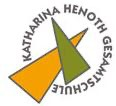 KATHARINA HENOTH GESAMTSCHULE